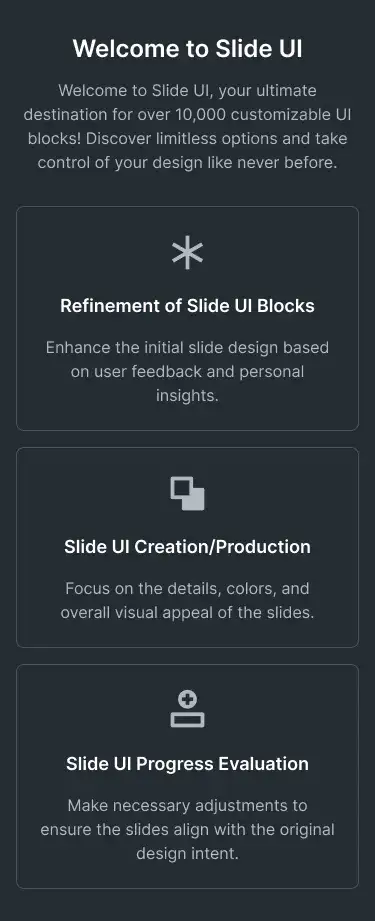 Welcome to Slide UI
Welcome to Slide UI, your ultimate
destination for over 10,000 customizable UI
blocks! Discover limitless options and take
control of your design like never before.
Refinement of Slide UI Blocks
Enhance the initial slide design based
on user feedback and personal
insights.
Slide UI Creation/Production
Focus on the details, colors, and
overall visual appeal of the slides.
Slide UI Progress Evaluation
Make necessary adjustments to
ensure the slides align with the original
design intent.